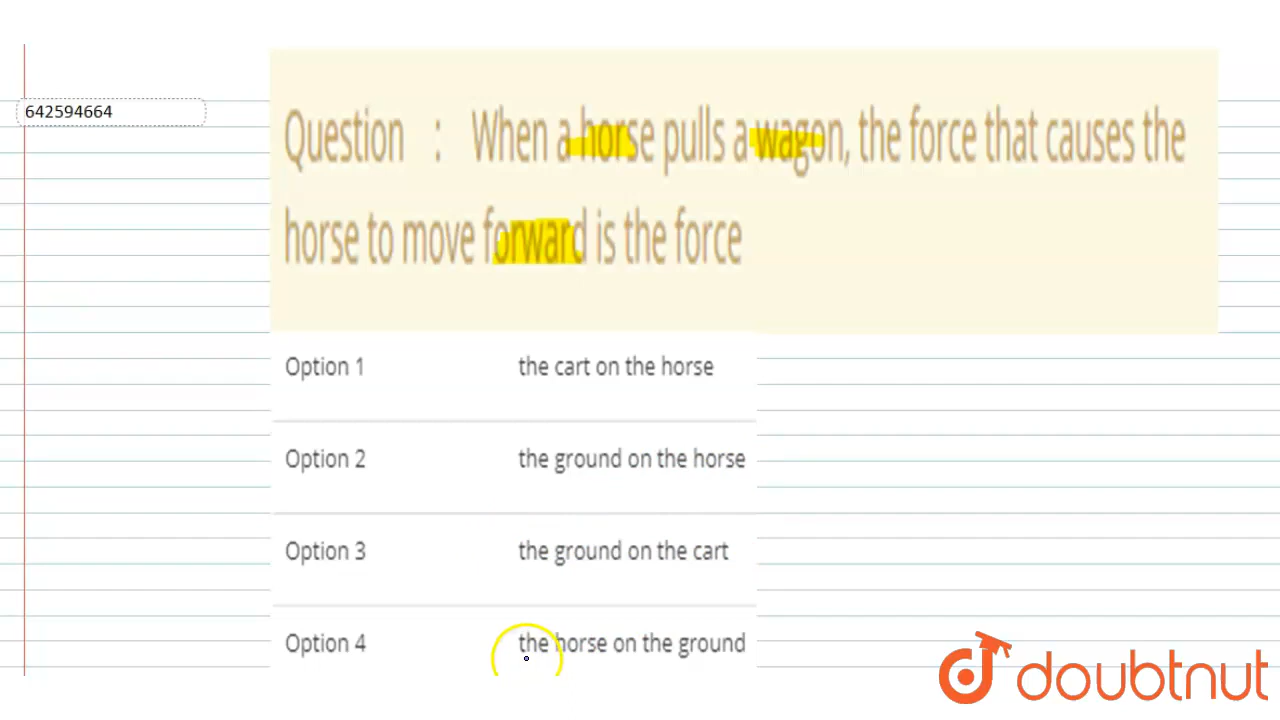 642594664
Question : When a horse pulls a wagon, the force that causes the
horse to move forward is the force
Option 1 the cart on the horse
Option 2 the ground on the horse
Option 3 the ground on the cart
Option 4 the horse on the ground
doubtnut